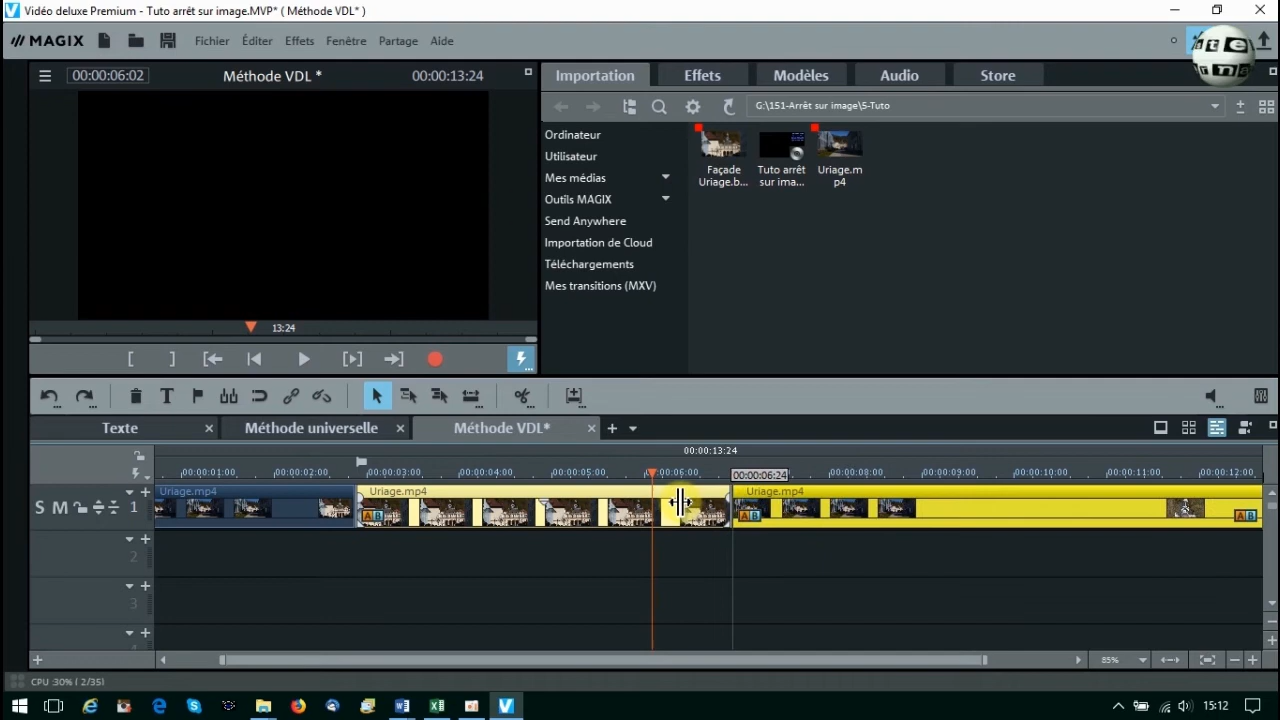 Vidéo deluxe Premium - Tuto arrêt sur image.MVP* ( Méthode VDL* )
MAGIX Fichier Éditer Effets Fenêtre Partage Aide
00:00:06:02 Méthode VDL * 00:00:13:24
Importation Effets Modèles Audio Store
G:\151-Arrêt sur image\5-Tuto
Ordinateur
Utilisateur
Mes médias
Outils MAGIX
Send Anywhere
Importation de Cloud
Téléchargements
Mes transitions (MXV)
Façade
Uriage.b...
Tuto arrêt
sur ima...
Uriage.m
p4
13:24
Texte Méthode universelle Méthode VDL*
00:00:13:24
00:00:01:00 00:00:02:00 00:00:03:00 00:00:04:00 00:00:05:00 00:00:06:00 00:00:06:24 00:00:08:00 00:00:09:00 00:00:10:00 00:00:11:00 00:00:12:00
Uriage.mp4 Uriage.mp4 Uriage.mp4
S M 1
A B A B A B
2
3
85%
CPU :30% ( 2/35)
15:12